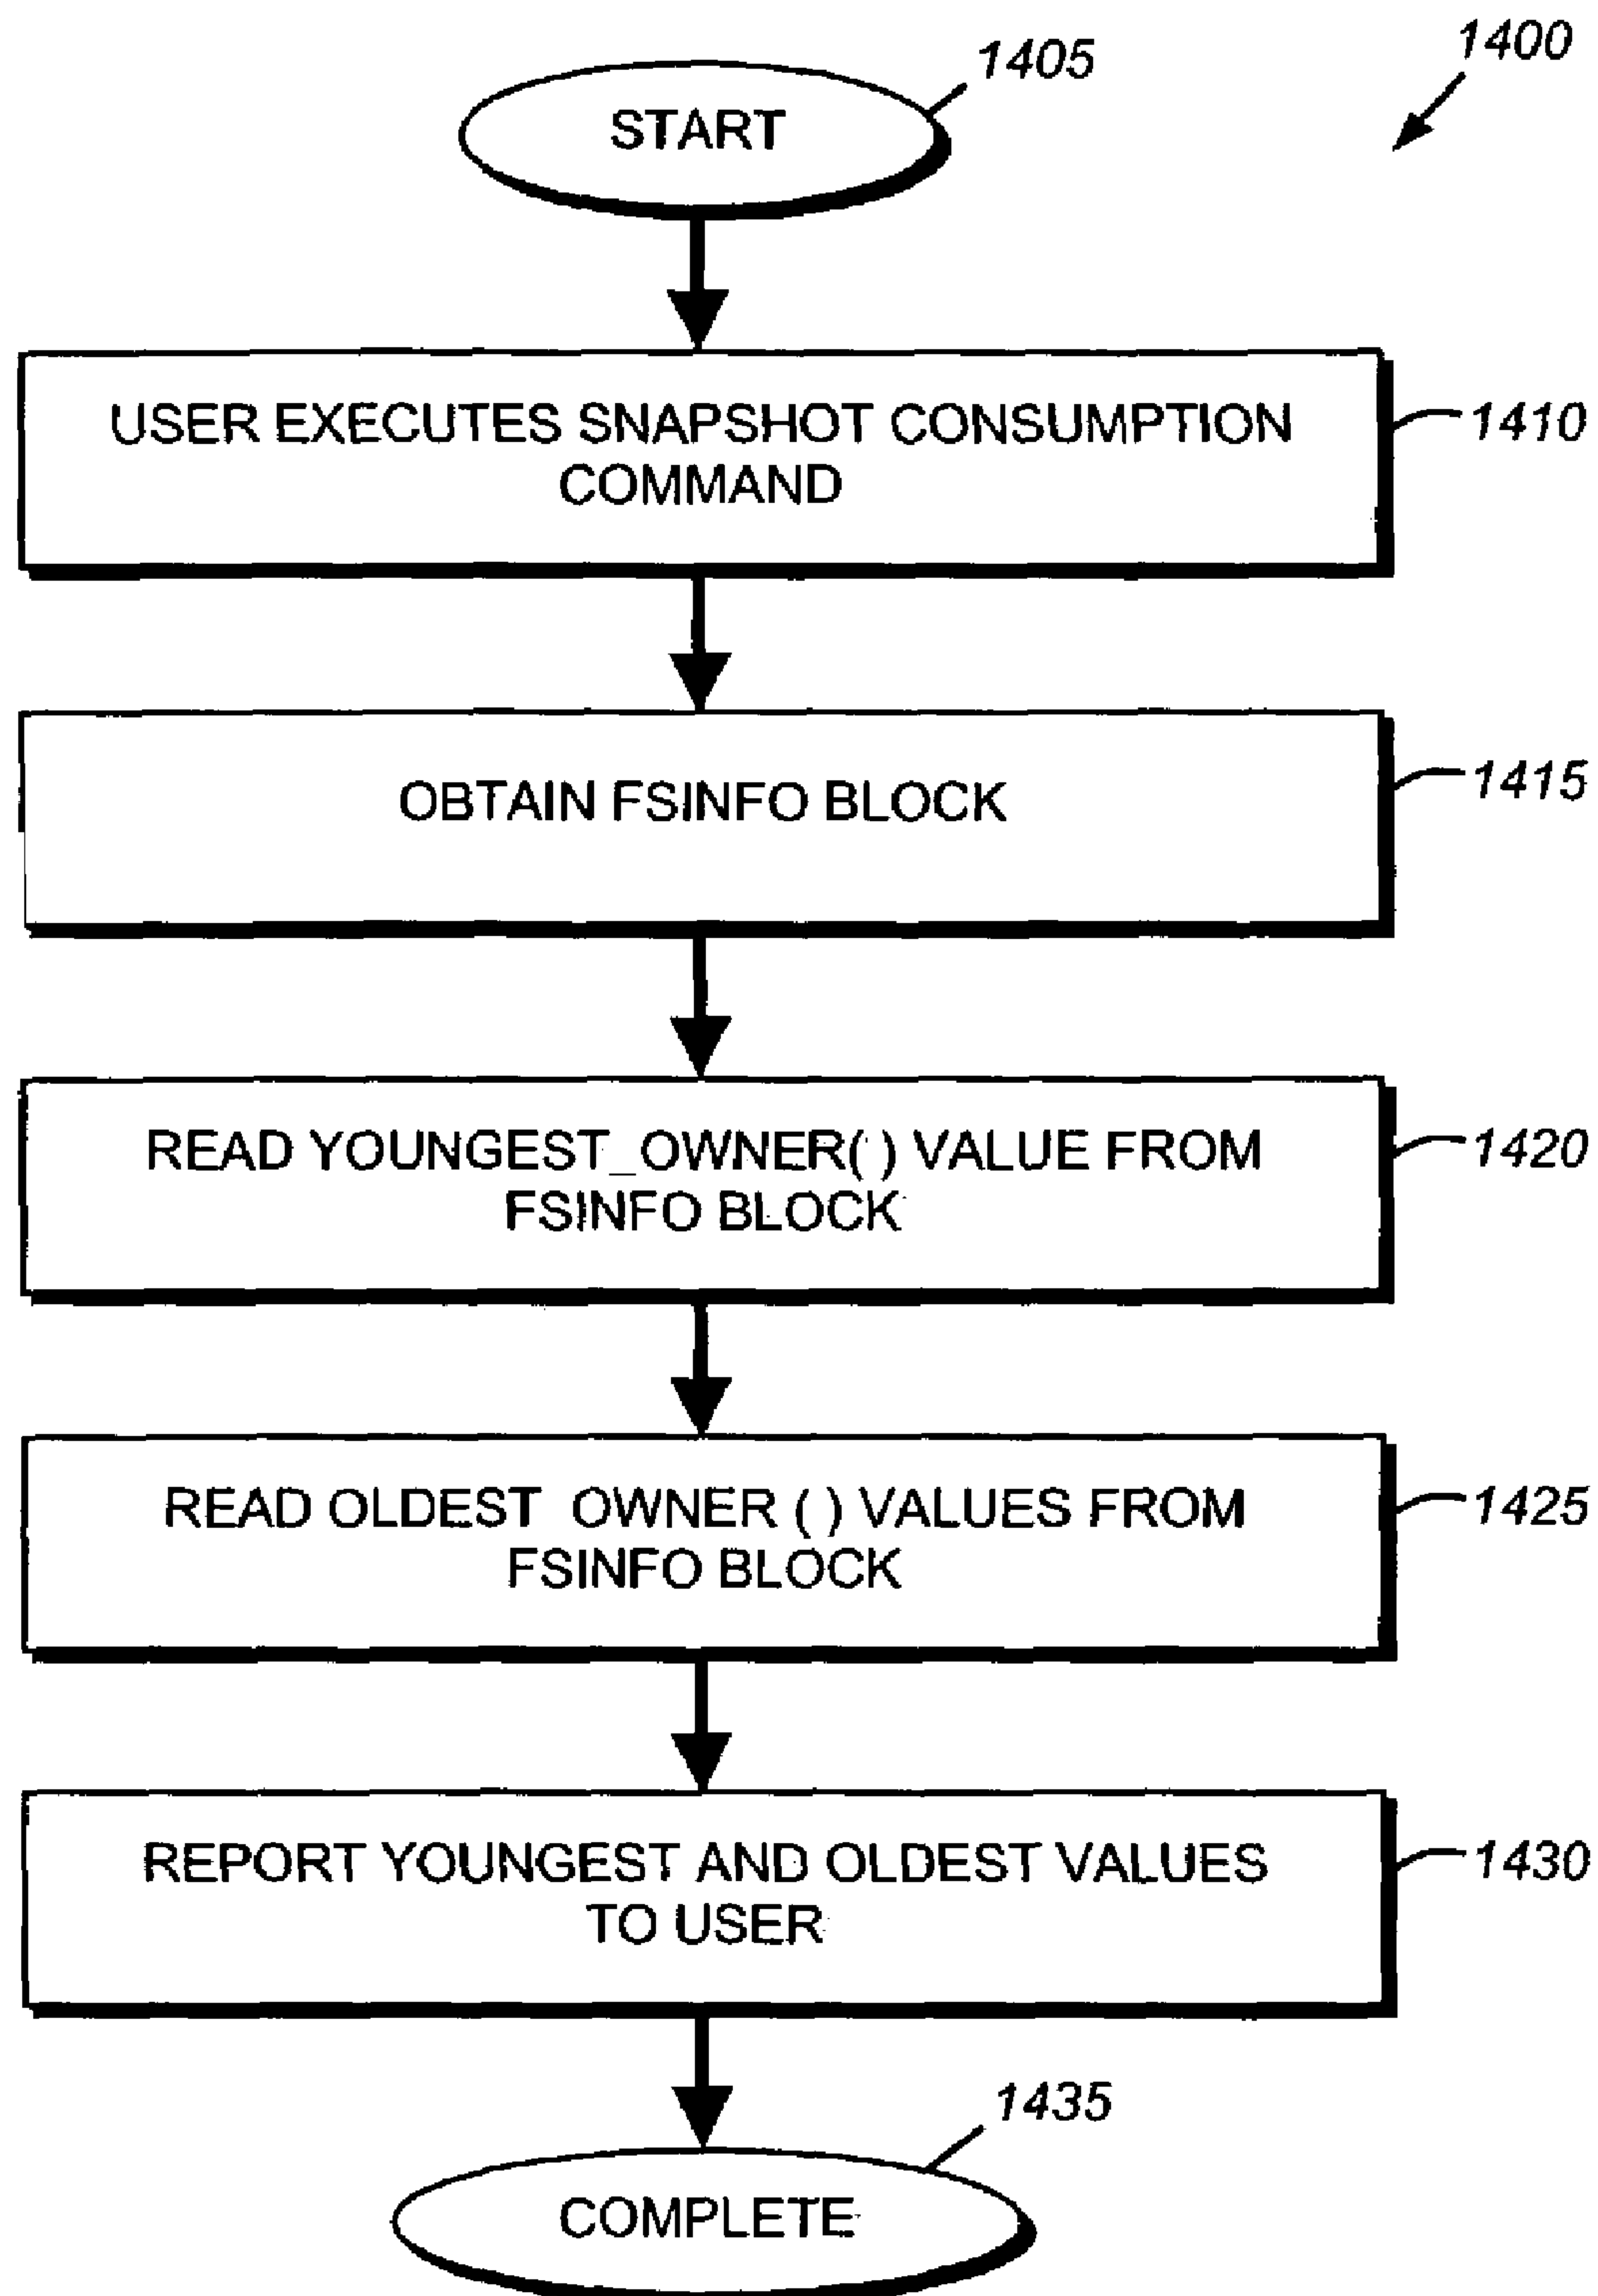 1400
1405
START
USER EXECUTES SNAPSHOT CONSUMPTION
COMMAND
1410
OBTAIN FSINFO BLOCK
1415
READ YOUNGEST_OWNER( ) VALUE FROM
FSINFO BLOCK
1420
READ OLDEST OWNER ( ) VALUES FROM
FSINFO BLOCK
1425
REPORT YOUNGEST AND OLDEST VALUES
TO USER
1430
1435
COMPLETE